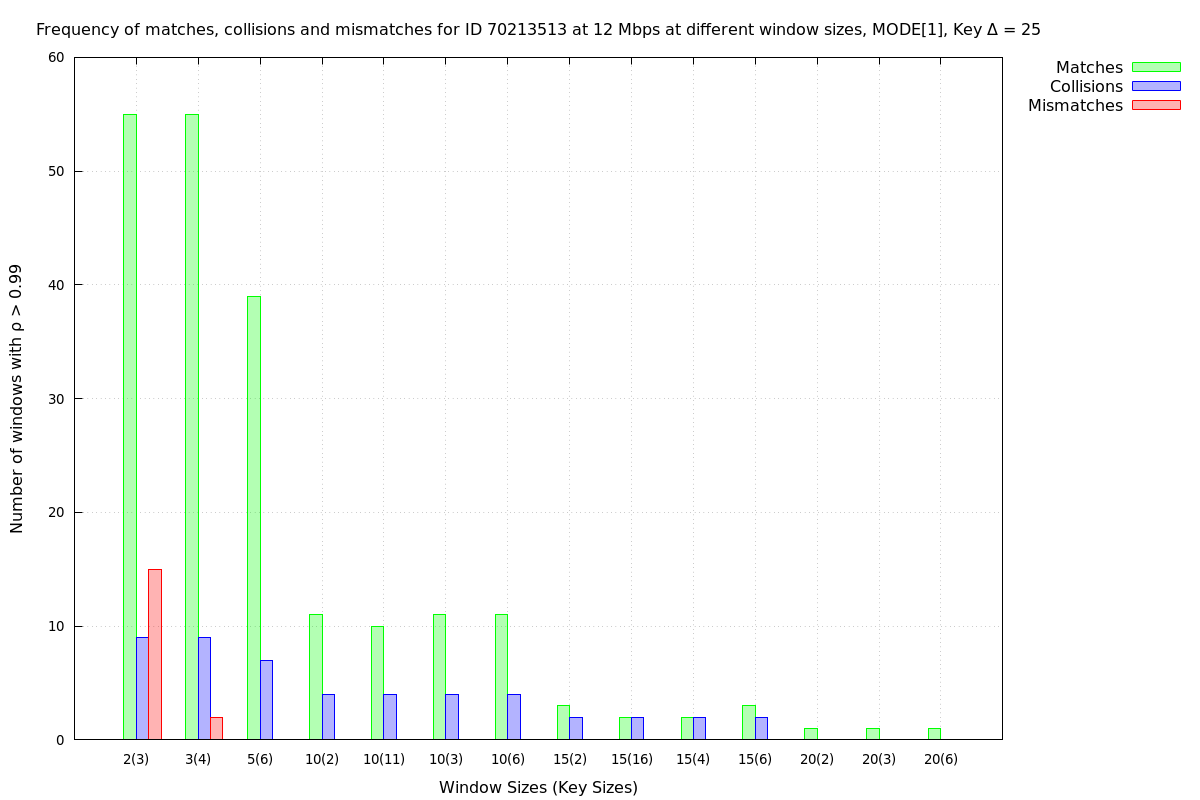 Frequency of matches, collisions and mismatches for ID 70213513 at 12 Mbps at different window sizes, MODE[1], Key Δ = 25
Matches
Collisions
Mismatches
Number of windows with ρ > 0.99
60
50
40
30
20
10
0
2(3) 3(4) 5(6) 10(2) 10(11) 10(3) 10(6) 15(2) 15(16) 15(4) 15(6) 20(2) 20(3) 20(6)
Window Sizes (Key Sizes)